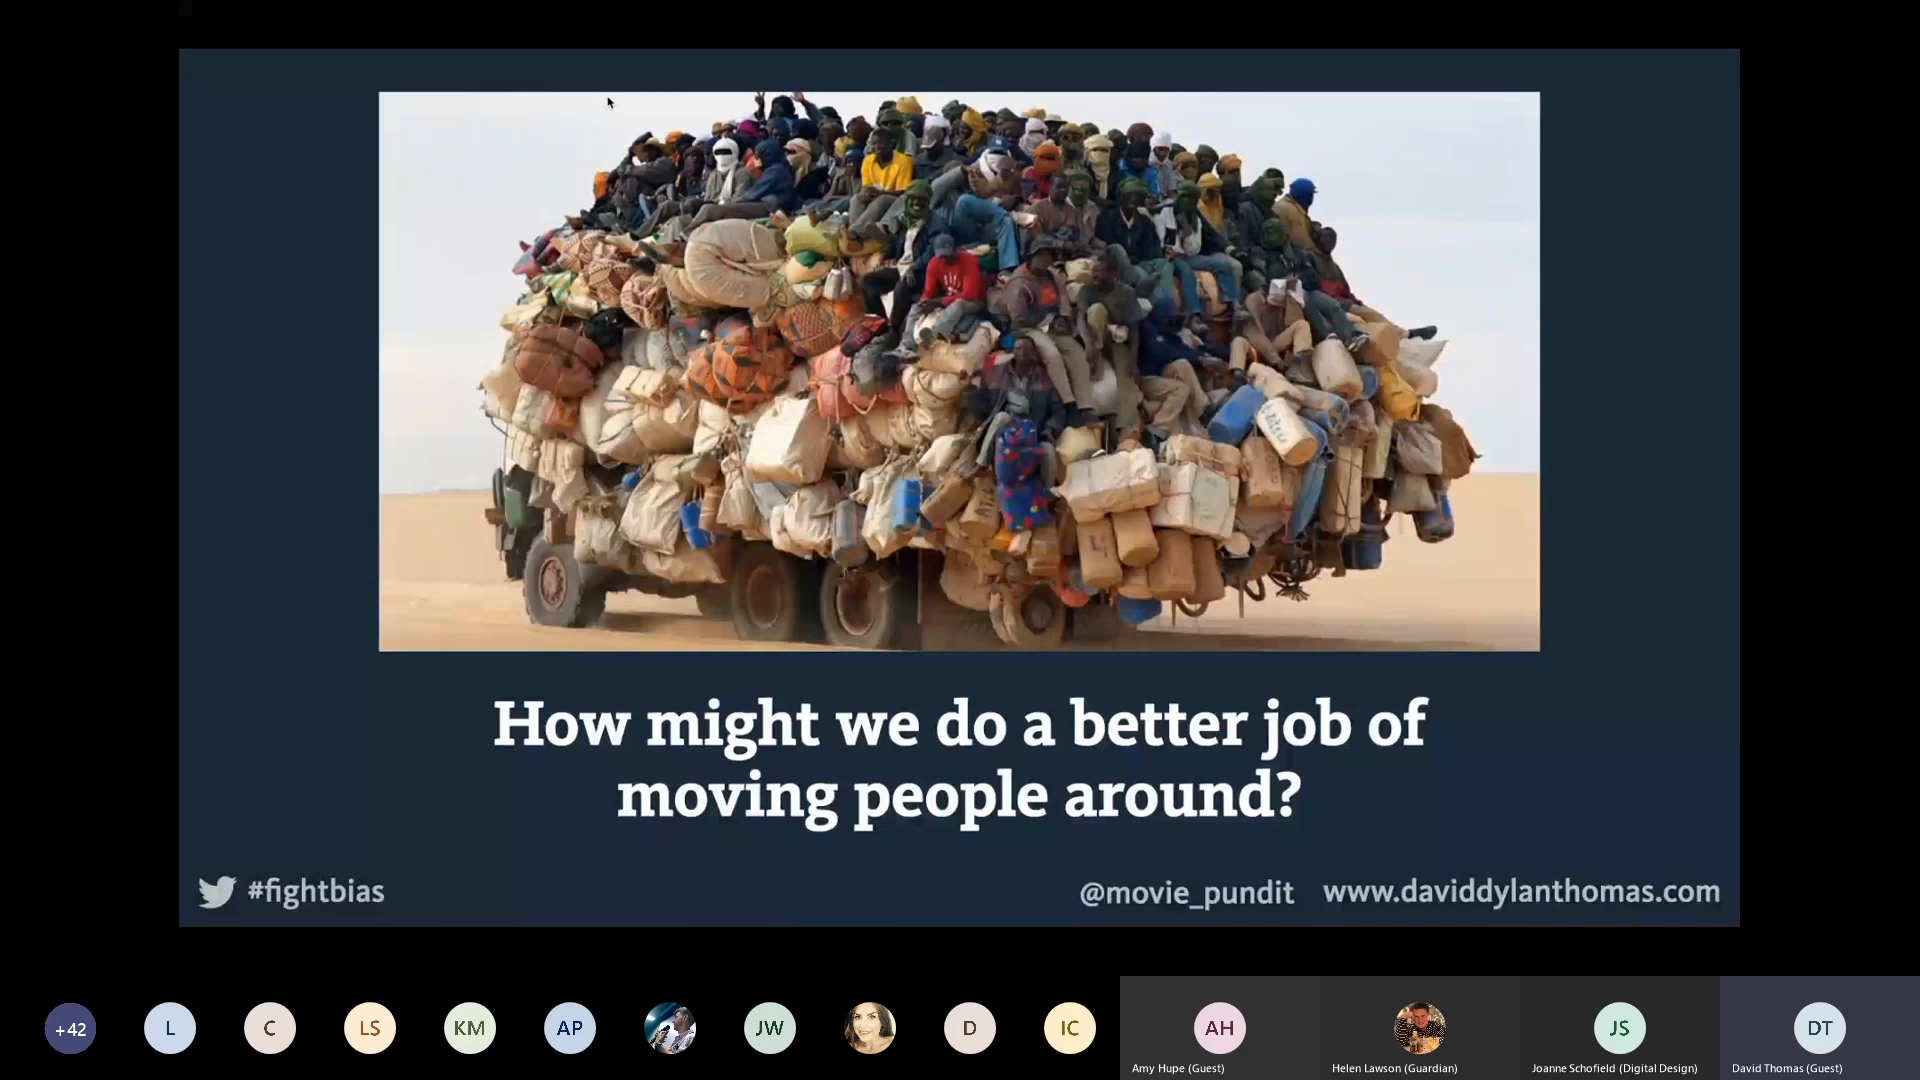 How might we do a better job of
moving people around?
#fightbias
@movie_pundit www.daviddylanthomas.com
+42
L
C
LS
KM
AP
JW
D
IC
AH
JS
DT
Amy Hupe (Guest)
Helen Lawson (Guardian)
Joanne Schofield (Digital Design)
David Thomas (Guest)